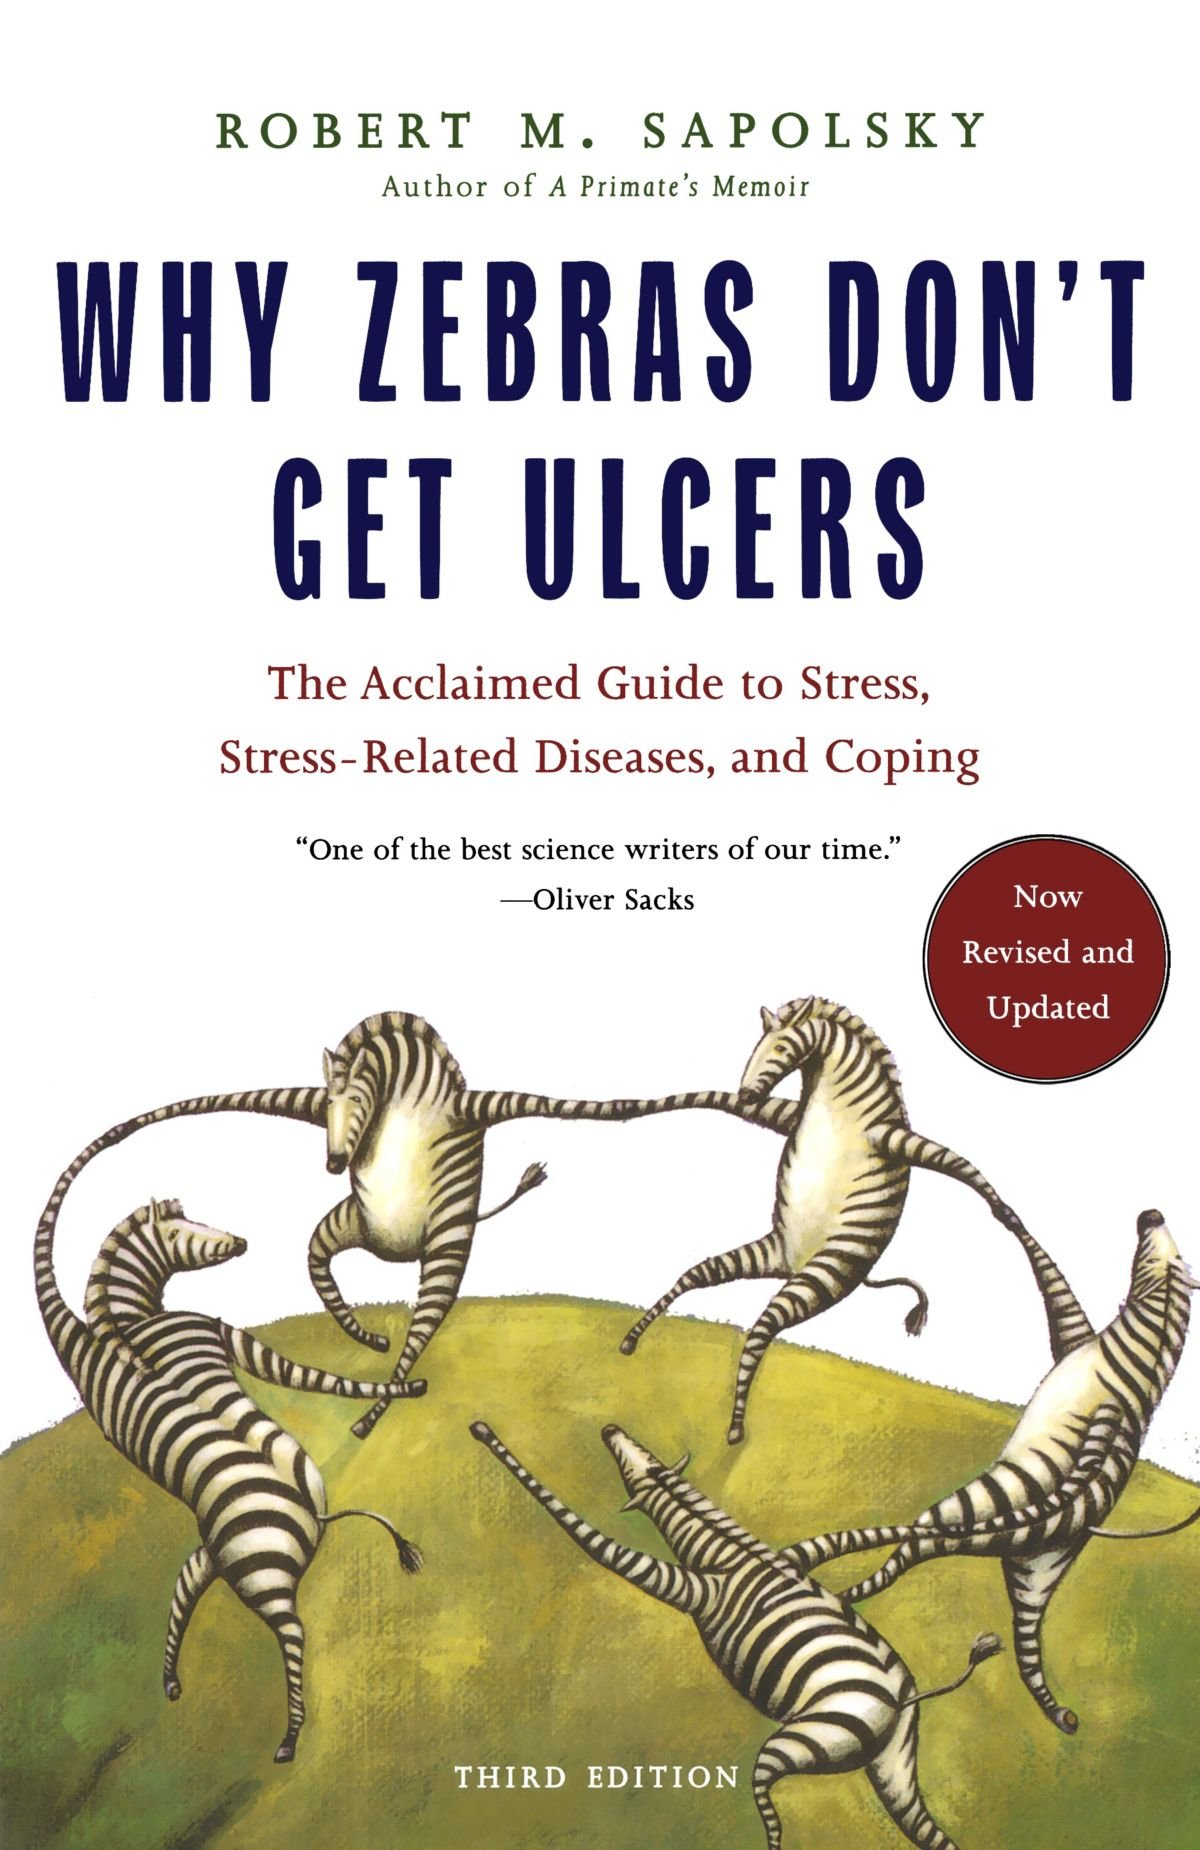 ROBERT M. SAPOLSKY
Author of A Primate's Memoir
WHY ZEBRAS DON'T
GET ULCERS
The Acclaimed Guide to Stress,
Stress-Related Diseases, and Coping
“One of the best science writers of our time.”
—Oliver Sacks
Now
Revised and
Updated
THIRD EDITION